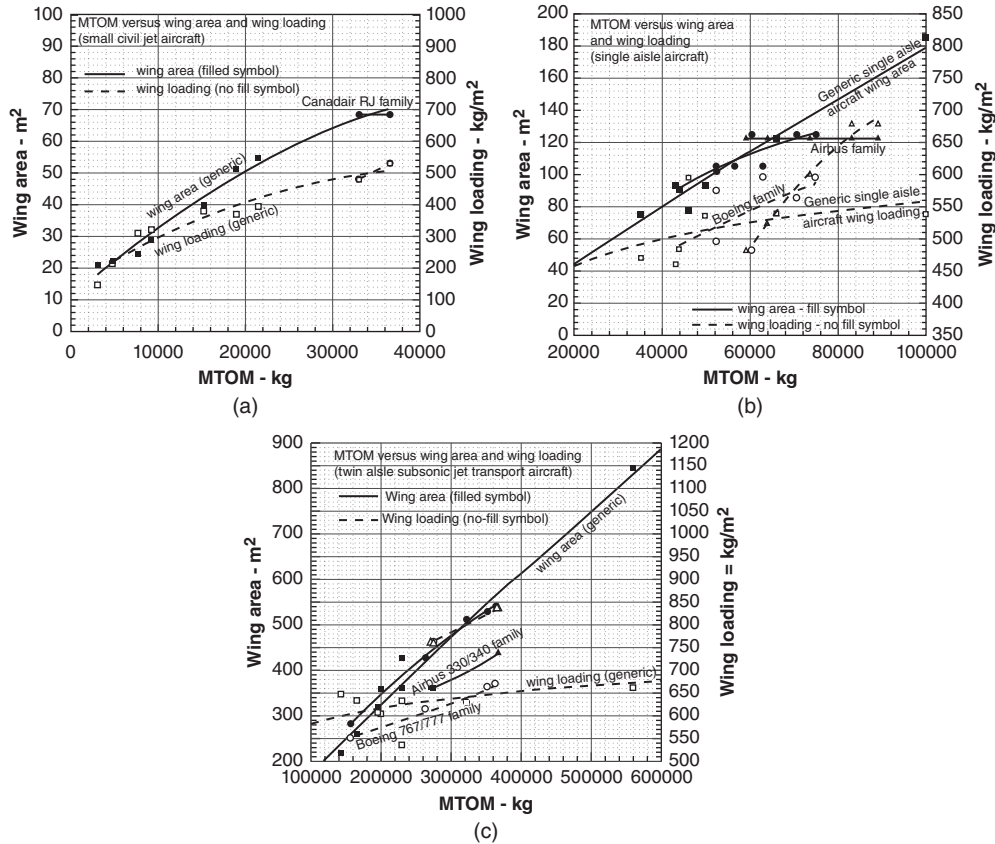 MTOM versus wing area and wing loading
(small civil jet aircraft)
wing area (filled symbol)
wing loading (no fill symbol)
Canadair RJ family
wing area (generic)
wing loading (generic)
Wing area - m²
100
90
80
70
60
50
40
30
20
10
0
1000
900
800
700
600
500
400
300
200
100
0
Wing loading - kg/m²
0
10000
20000
30000
40000
MTOM - kg
(a)
MTOM versus wing area
and wing loading
(single aisle aircraft)
Generic single aisle
aircraft wing area
Airbus family
Boeing family
Generic single aisle
aircraft wing loading
wing area - fill symbol
wing loading - no fill symbol
Wing area - m²
200
180
160
140
120
100
80
60
40
20
0
850
800
750
700
650
600
550
500
450
400
350
Wing loading - kg/m²
20000
40000
60000
80000
100000
MTOM - kg
(b)
MTOM versus wing area and wing loading
(twin aisle subsonic jet transport aircraft)
Wing area (filled symbol)
Wing loading (no-fill symbol)
wing area (generic)
Airbus 330/340 family
wing loading (generic)
Boeing 767/777 family
Wing area - m²
900
800
700
600
500
400
300
200
1200
1150
1100
1050
1000
950
900
850
800
750
700
650
600
550
500
Wing loading = kg/m²
100000
200000
300000
400000
500000
600000
MTOM - kg
(c)